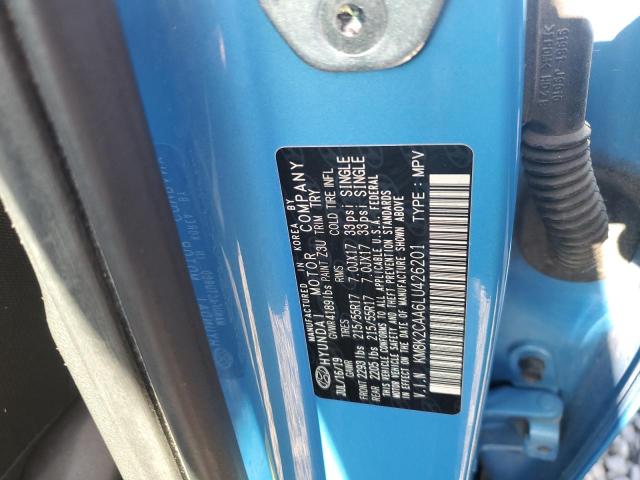 MANUFACTURED IN KOREA BY
HYUNDAI MOTOR COMPANY
JUL/16/19 GVWR4189lbs PAINT Z3U TRIM TRY
GAWR TIRES RIMS COLD TIRE INFL
FRONT 2293 lbs 215/55R17 7.0JX17 33psi SINGLE
REAR 2205 lbs 215/55R17 7.0JX17 33psi SINGLE
THIS VEHICLE CONFORMS TO ALL APPLICABLE U.S.A. FEDERAL
MOTOR VEHICLE SAFETY AND THEFT PREVENTION STANDARDS
IN EFFECT ON THE DATE OF MANUFACTURE SHOWN ABOVE
V.I.N : KM8K2CAA6LU426201 TYPE : MPV